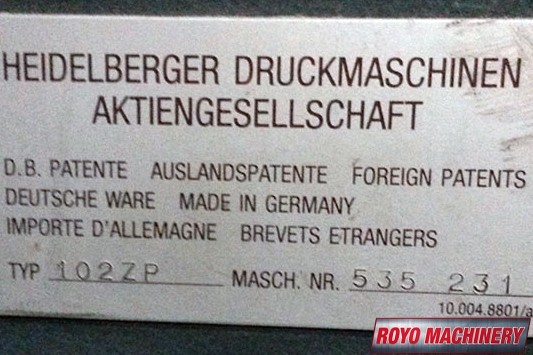 HEIDELBERGER DRUCKMASCHINEN
AKTIENGESELLSCHAFT
D.B. PATENTE AUSLANDSPATENTE FOREIGN PATENTS
DEUTSCHE WARE MADE IN GERMANY
IMPORTE D'ALLEMAGNE BREVETS ETRANGERS
TYP 102ZP MASCH. NR. 535 231
10.004.8801/a
ROYO MACHINERY